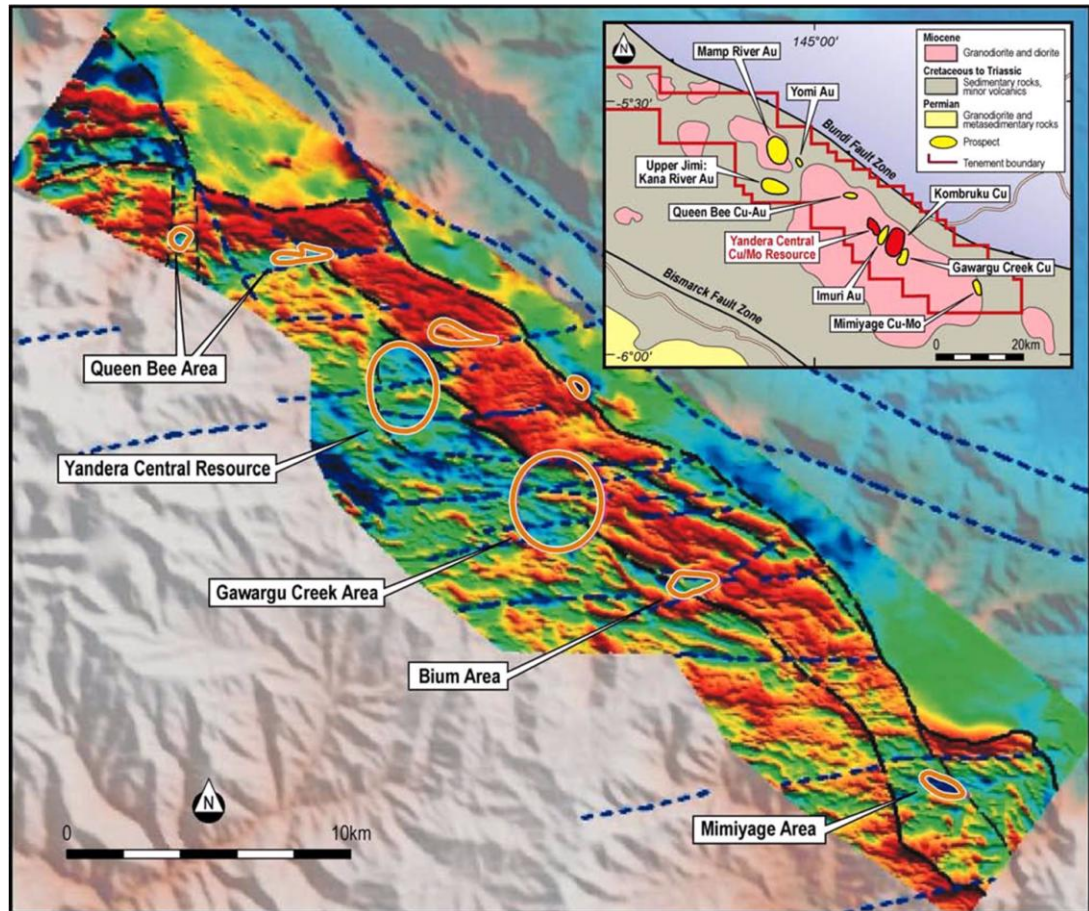 Queen Bee Area
Yandera Central Resource
Gawargu Creek Area
Bium Area
Mimiyage Area
N
0
10km
N
145°00'
-5°30'
-6°00'
Mamp River Au
Yomi Au
Upper Jimi:
Kana River Au
Queen Bee Cu-Au
Yandera Central
Cu/Mo Resource
Imuri Au
Bundi Fault Zone
Kombruku Cu
Gawargu Creek Cu
Mimiyage Cu-Mo
Bismarck Fault Zone
0
20km
Miocene
Granodiorite and diorite
Cretaceous to Triassic
Sedimentary rocks,
minor volcanics
Permian
Granodiorite and
metasedimentary rocks
Prospect
Tenement boundary